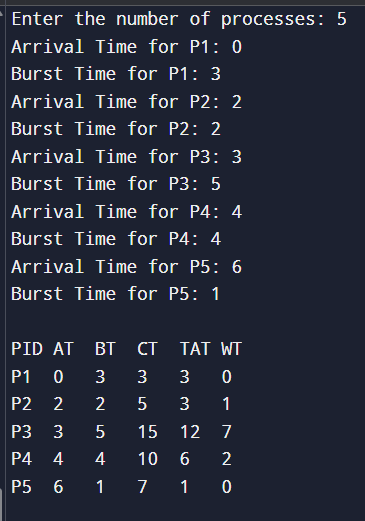 Enter the number of processes: 5
Arrival Time for P1: 0
Burst Time for P1: 3
Arrival Time for P2: 2
Burst Time for P2: 2
Arrival Time for P3: 3
Burst Time for P3: 5
Arrival Time for P4: 4
Burst Time for P4: 4
Arrival Time for P5: 6
Burst Time for P5: 1

PID AT  BT  CT  TAT WT
P1  0   3   3   3   0
P2  2   2   5   3   1
P3  3   5   15  12  7
P4  4   4   10  6   2
P5  6   1   7   1   0